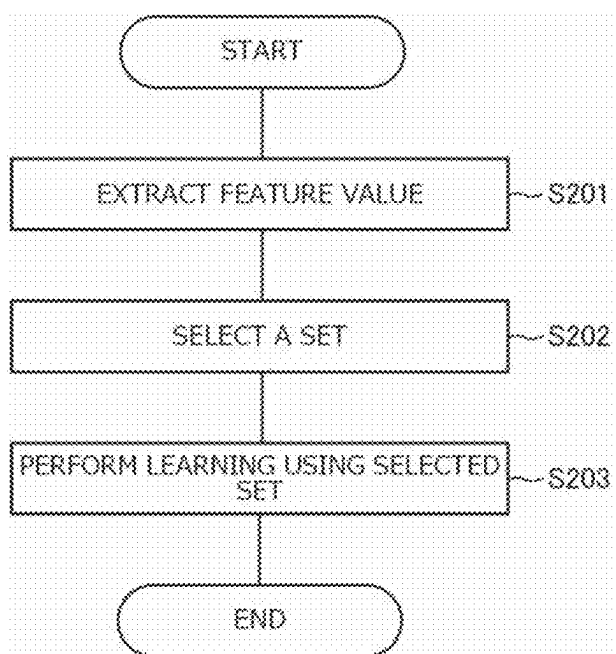 START
EXTRACT FEATURE VALUE
S201
SELECT A SET
S202
PERFORM LEARNING USING SELECTED
SET
S203
END